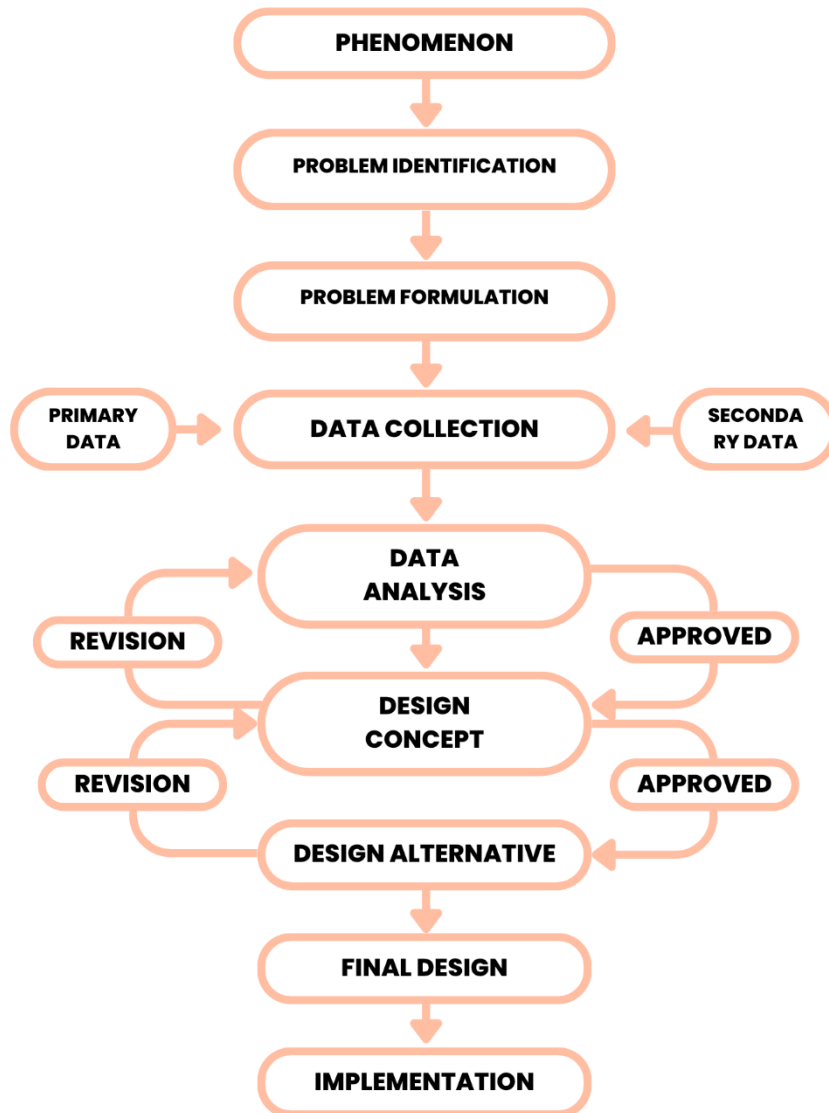 PHENOMENON
PROBLEM IDENTIFICATION
PROBLEM FORMULATION
PRIMARY
DATA
DATA COLLECTION
SECONDA
RY DATA
DATA
ANALYSIS
REVISION
APPROVED
DESIGN
CONCEPT
REVISION
APPROVED
DESIGN ALTERNATIVE
FINAL DESIGN
IMPLEMENTATION